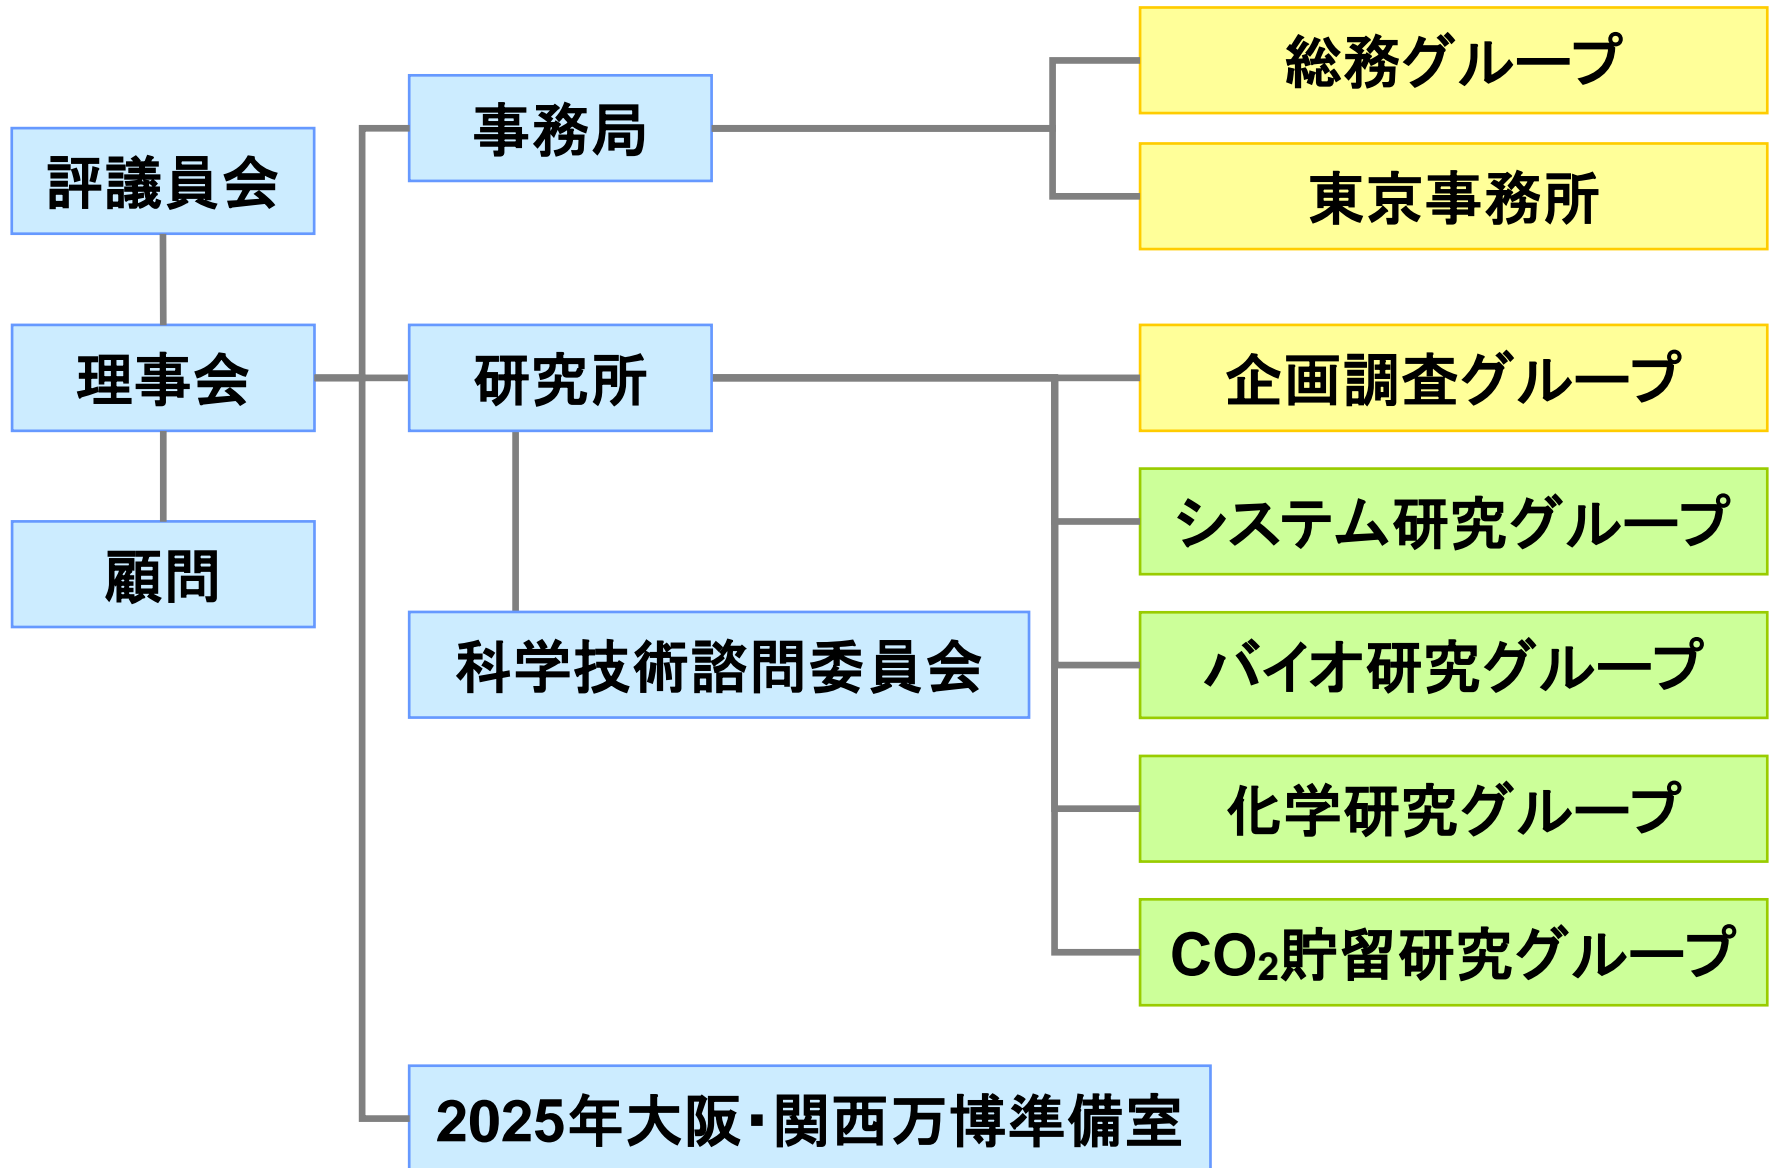 評議員会
理事会
顧問
事務局
研究所
科学技術諮問委員会
2025年大阪・関西万博準備室
総務グループ
東京事務所
企画調査グループ
システム研究グループ
バイオ研究グループ
化学研究グループ
CO₂貯留研究グループ